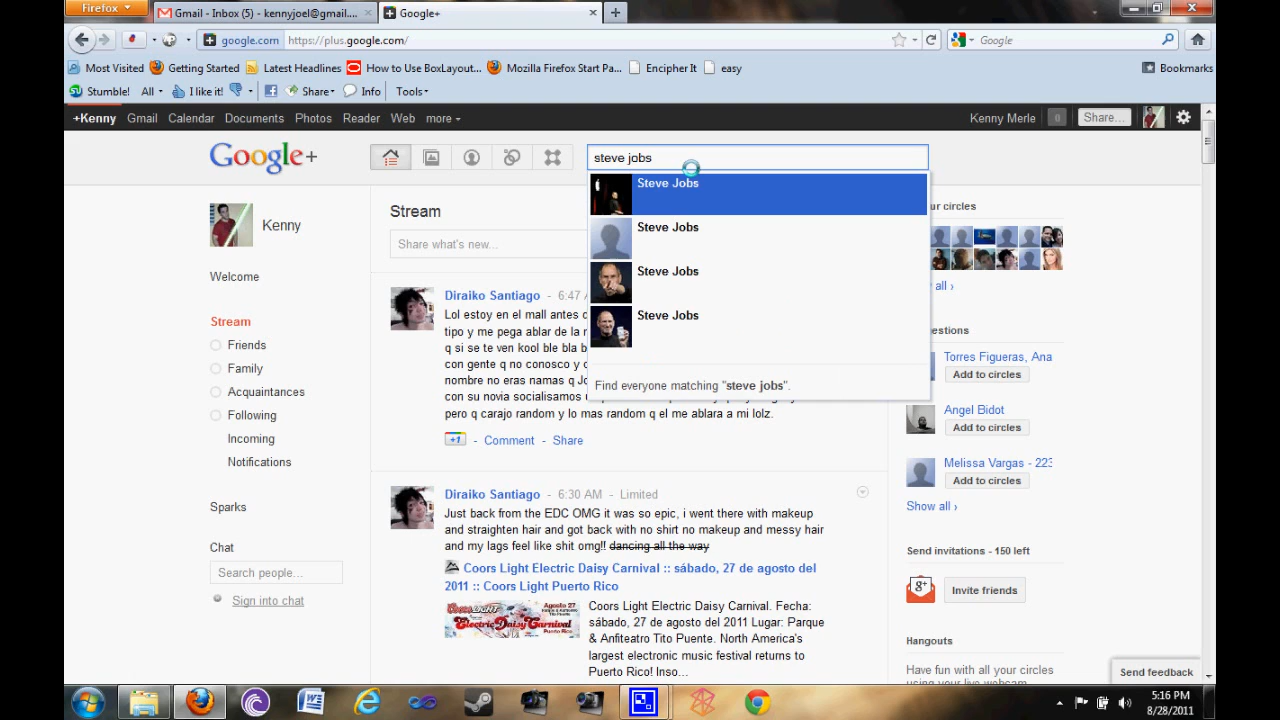 Firefox
Gmail - Inbox (5) - kennyjoel@gmail....
Google+
google.com
https://plus.google.com/
Google
Most Visited
Getting Started
Latest Headlines
How to Use BoxLayout...
Mozilla Firefox Start Pa...
Encipher It
easy
Bookmarks
Stumble!
All
I like it!
Share
Info
Tools
+Kenny Gmail Calendar Documents Photos Reader Web more
Kenny Merle
0
Share...
Google+
steve jobs
Steve Jobs
Steve Jobs
Steve Jobs
Steve Jobs
Find everyone matching "steve jobs".
Kenny
Welcome
Stream
Friends
Family
Acquaintances
Following
Incoming
Notifications
Sparks
Chat
Search people...
Sign into chat
Stream
Share what's new...
Diraiko Santiago - 6:47
Lol estoy en el mall antes
tipo y me pega ablar de la
q si se te ven kool ble bla
con gente q no conosco y
nombre no eras namas q
con su novia socialisamos
pero q carajo random y lo mas random q el me ablara a mi lolz.
+1 - Comment - Share
Diraiko Santiago - 6:30 AM - Limited
Just back from the EDC OMG it was so epic, i went there with makeup
and straighten hair and got back with no shirt no makeup and messy hair
and my lags feel like shit omg!! dancing all the way
Coors Light Electric Daisy Carnival :: sábado, 27 de agosto del
2011 :: Coors Light Puerto Rico
Agosto 27
Electric Daisy Carnival
Puerto Rico
Coors Light Electric Daisy Carnival. Fecha:
sábado, 27 de agosto del 2011 Lugar: Parque
& Anfiteatro Tito Puente. North America's
largest electronic music festival returns to
Puerto Rico! Inso...
ur circles
all ›
estions
Torres Figueras, Ana
Add to circles
Angel Bidot
Add to circles
Melissa Vargas - 223
Add to circles
Show all ›
Send invitations - 150 left
g+
Invite friends
Hangouts
Have fun with all your circles
using your live webcam
Send feedback
5:16 PM
8/28/2011